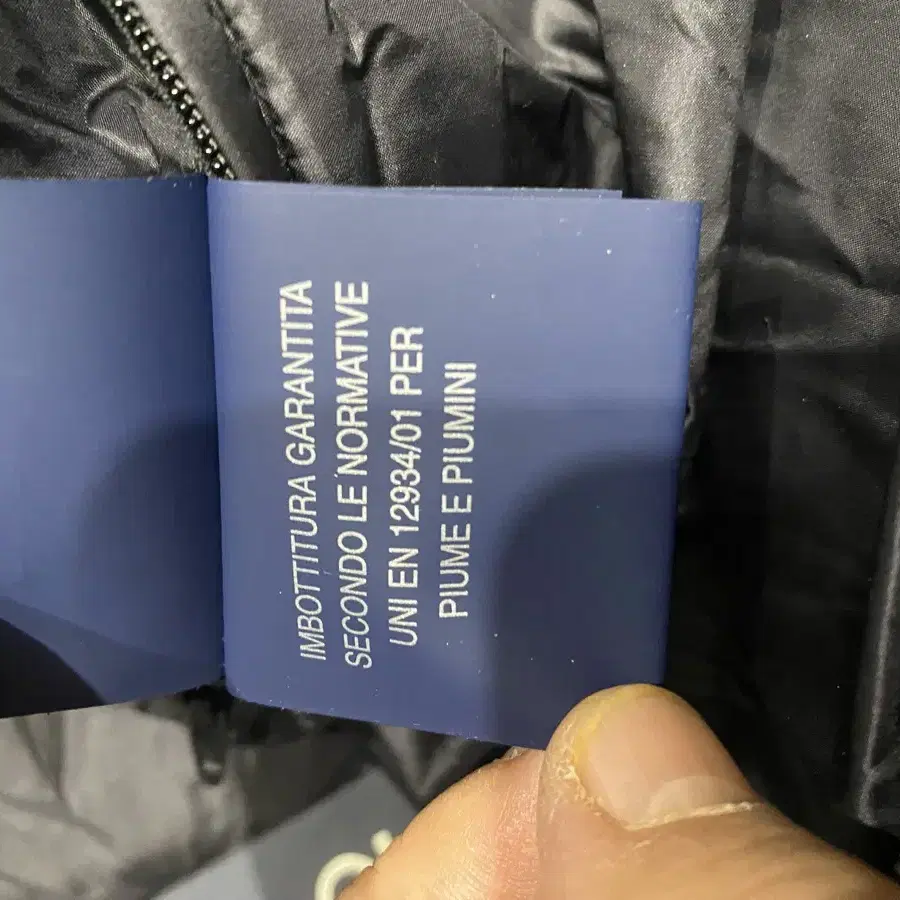 IMBOTTITURA GARANTITA
SECONDO LE NORMATIVE
UNI EN 12934/01 PER
PIUME E PIUMINI